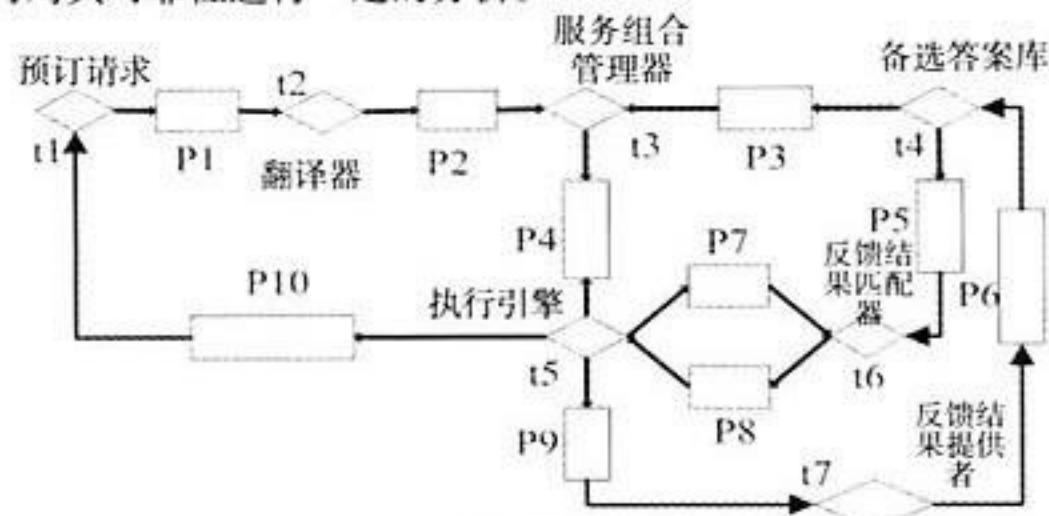 预订请求
t1
P1
t2
翻译器
P2
服务组合
管理器
t3
P3
备选答案库
t4
P4
P5
反馈结
果匹配
器
P6
P7
P10
执行引擎
t5
t6
P8
P9
反馈结
果提供
者
t7